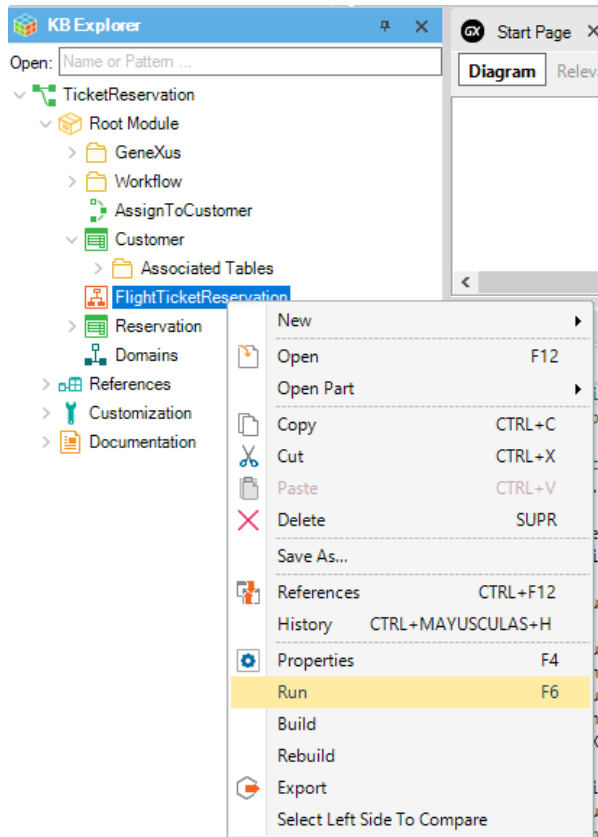 KB Explorer
Open: Name or Pattern ...
TicketReservation
Root Module
GeneXus
Workflow
AssignToCustomer
Customer
Associated Tables
FlightTicketReservation
Reservation
Domains
References
Customization
Documentation
GX Start Page
Diagram Releva
New
Open F12
Open Part
Copy CTRL+C
Cut CTRL+X
Paste CTRL+V
Delete SUPR
Save As...
References CTRL+F12
History CTRL+MAYUSCULAS+H
Properties F4
Run F6
Build
Rebuild
Export
Select Left Side To Compare